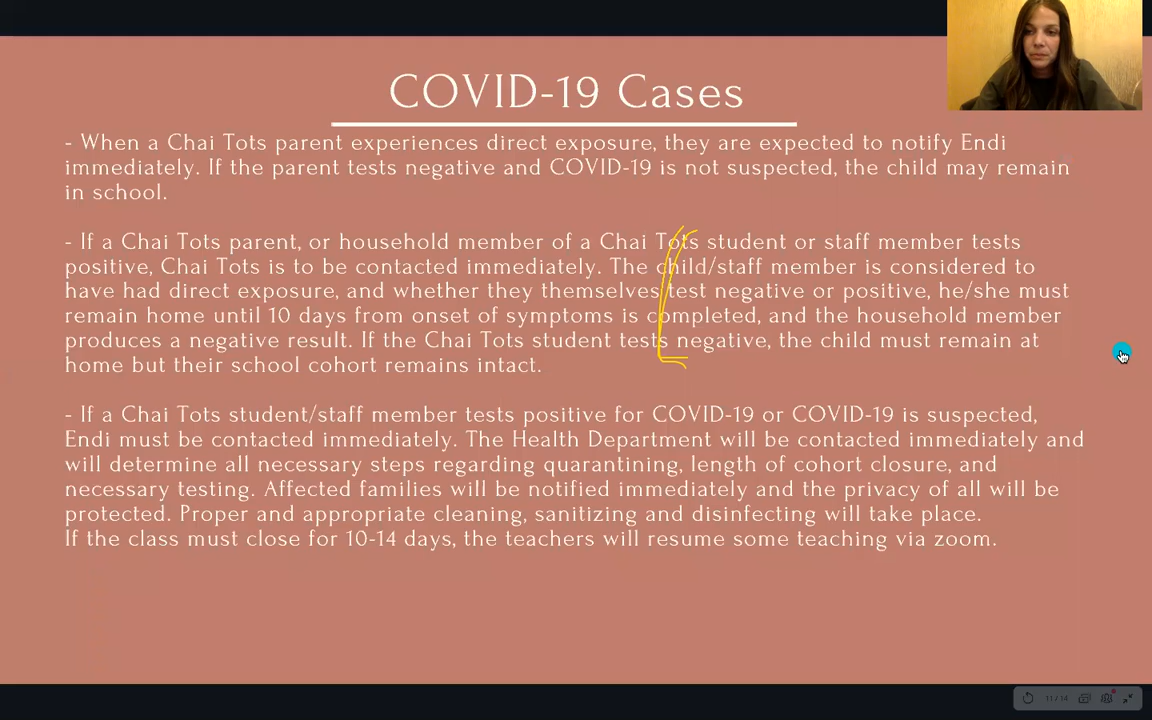 COVID-19 Cases
- When a Chai Tots parent experiences direct exposure, they are expected to notify Endi
immediately. If the parent tests negative and COVID-19 is not suspected, the child may remain
in school.
- If a Chai Tots parent, or household member of a Chai Tots student or staff member tests
positive, Chai Tots is to be contacted immediately. The child/staff member is considered to
have had direct exposure, and whether they themselves test negative or positive, he/she must
remain home until 10 days from onset of symptoms is completed, and the household member
produces a negative result. If the Chai Tots student tests negative, the child must remain at
home but their school cohort remains intact.
- If a Chai Tots student/staff member tests positive for COVID-19 or COVID-19 is suspected,
Endi must be contacted immediately. The Health Department will be contacted immediately and
will determine all necessary steps regarding quarantining, length of cohort closure, and
necessary testing. Affected families will be notified immediately and the privacy of all will be
protected. Proper and appropriate cleaning, sanitizing and disinfecting will take place.
If the class must close for 10-14 days, the teachers will resume some teaching via zoom.
11 / 14